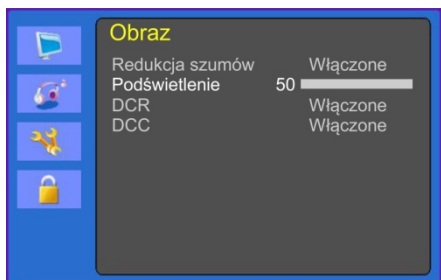 Obraz
Redukcja szumów Włączone
Podświetlenie 50
DCR Włączone
DCC Włączone